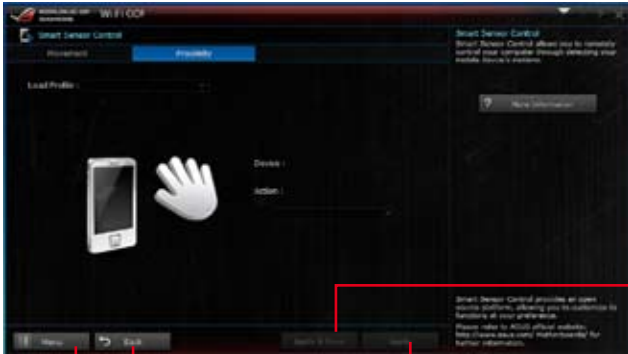 Wi-Fi GO!
Smart Sensor Control
Movement
Proximity
Load Profile :
Device :
Action :
Smart Sensor Control
Smart Sensor Control allows you to remotely
control your computer through detecting your
mobile device's motions.
? More Information
Smart Sensor Control provides an open
source platform, allowing you to customize its
functions at your preference.
Please refer to ASUS official website:
http://www.asus.com/ motherboards/ for
further information.
Menu
Back
Apply